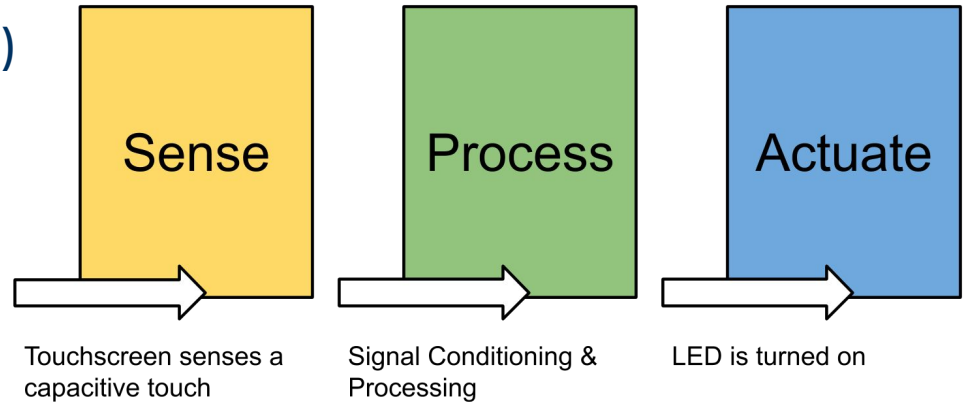 )
Sense
Process
Actuate
Touchscreen senses a
capacitive touch
Signal Conditioning &
Processing
LED is turned on